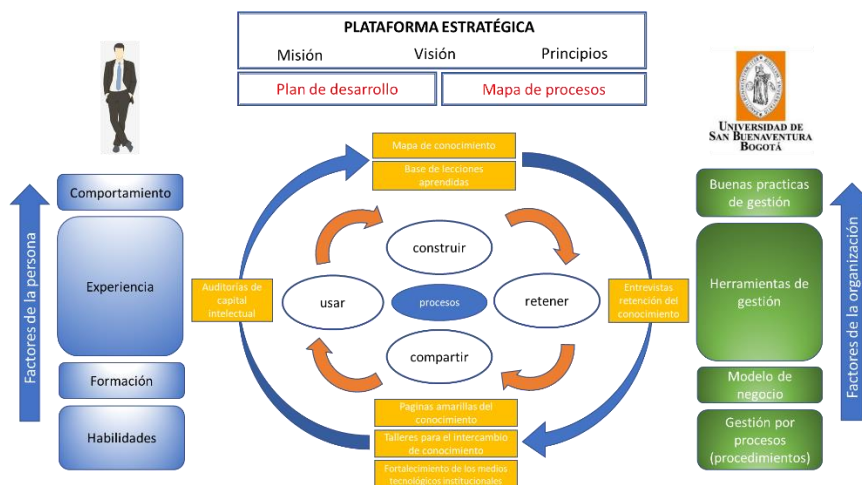 PLATAFORMA ESTRATÉGICA
Misión Visión Principios
Plan de desarrollo Mapa de procesos
UNIVERSIDAD DE
SAN BUENAVENTURA
BOGOTÁ
Factores de la persona
Comportamiento
Experiencia
Formación
Habilidades
Mapa de conocimiento
Base de lecciones
aprendidas
Auditorías de
capital
intelectual
construir
usar
procesos
retener
compartir
Entrevistas
retención del
conocimiento
Paginas amarillas del
conocimiento
Talleres para el intercambio
de conocimiento
Fortalecimiento de los medios
tecnológicos institucionales
Buenas practicas
de gestión
Herramientas de
gestión
Modelo de
negocio
Gestión por
procesos
(procedimientos)
Factores de la organización